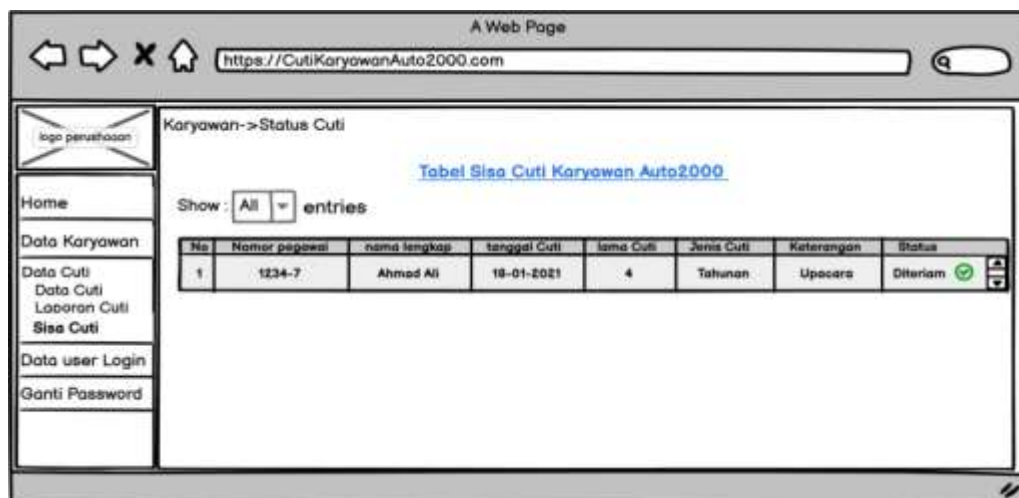 A Web Page
https://CutiKaryawanAuto2000.com
logo perushaaan
Karyawan->Status Cuti
Tabel Sisa Cuti Karyawan Auto2000
Show : All entries
Home
Data Karyawan
Data Cuti
Data Cuti
Laporan Cuti
Sisa Cuti
Data user Login
Ganti Password
No Nomor pegawai nama lengkap tanggal Cuti lama Cuti Jenis Cuti Keterangan Status
1 1234-7 Ahmad Ali 18-01-2021 4 Tahunan Upacara Diteriam